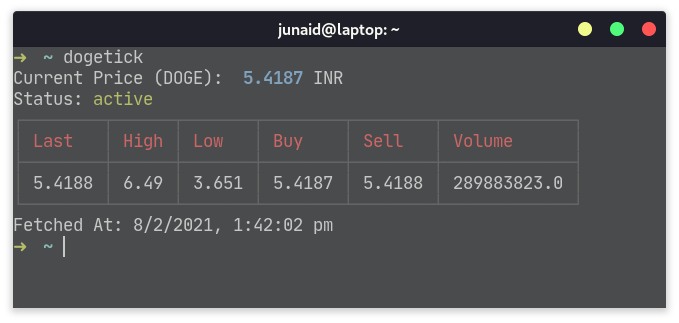 junaid@laptop: ~
➜ ~ dogetick
Current Price (DOGE): 5.4187 INR
Status: active
Last High Low Buy Sell Volume
5.4188 6.49 3.651 5.4187 5.4188 289883823.0
Fetched At: 8/2/2021, 1:42:02 pm
➜ ~